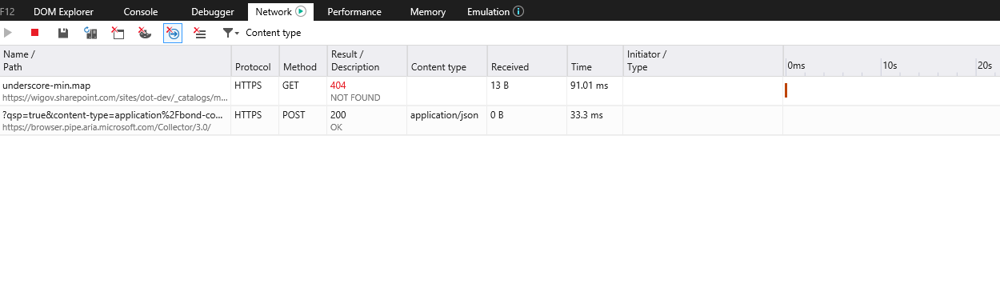 F12 DOM Explorer Console Debugger Network Performance Memory Emulation
Content type
Name / Result / Initiator /
Path Protocol Method Description Content type Received Time Type 0ms 10s 20s
underscore-min.map HTTPS GET 404 13 B 91.01 ms
https://wigov.sharepoint.com/sites/dot-dev/_catalogs/m... NOT FOUND
?qsp=true&content-type=application%2Fbond-co... HTTPS POST 200 application/json 0 B 33.3 ms
https://browser.pipe.aria.microsoft.com/Collector/3.0/ OK